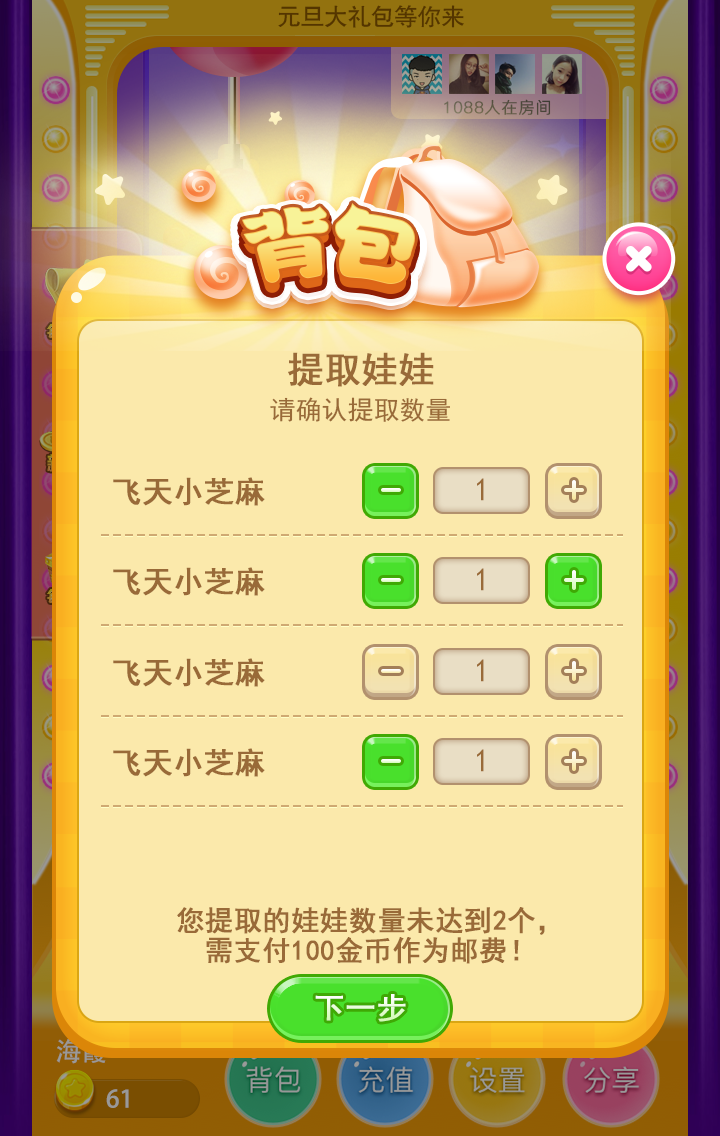 元旦大礼包等你来
1088人在房间
背包
提取娃娃
请确认提取数量
飞天小芝麻 1
飞天小芝麻 1
飞天小芝麻 1
飞天小芝麻 1
您提取的娃娃数量未达到2个，
需支付100金币作为邮费！
下一步
海霞
61
背包 充值 设置 分享